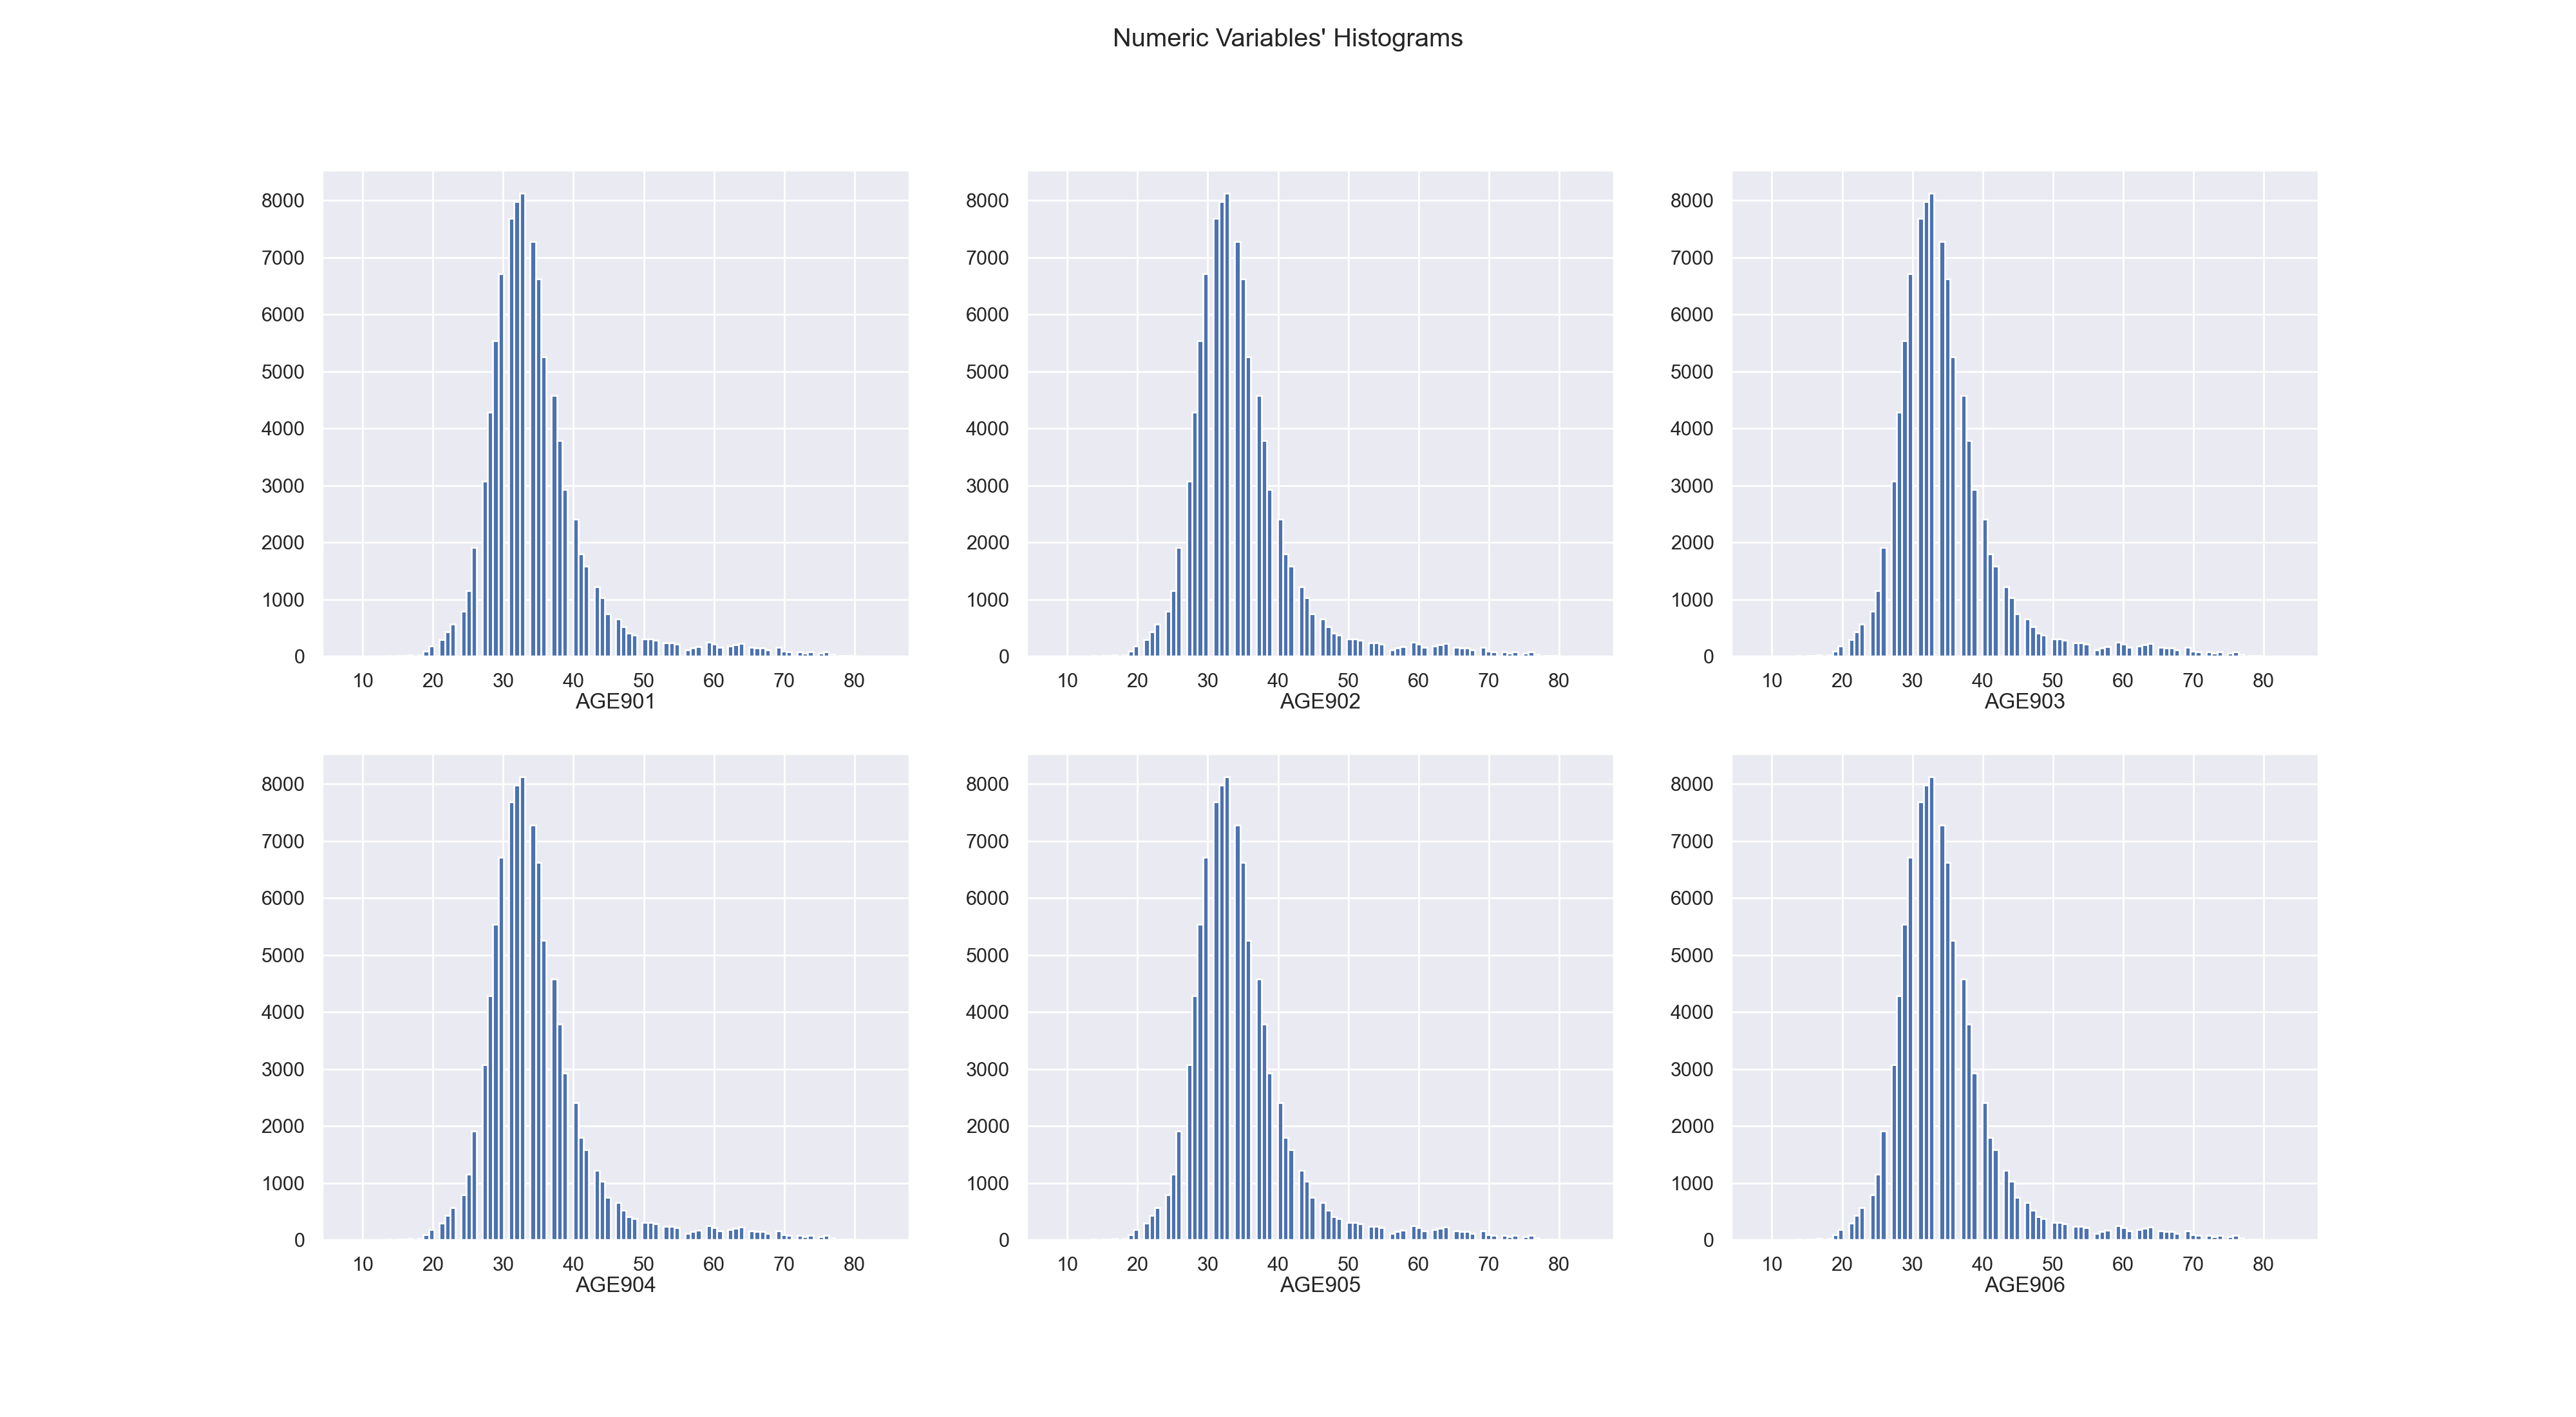 Numeric Variables' Histograms
8000 8000 8000
7000 7000 7000
6000 6000 6000
5000 5000 5000
4000 4000 4000
3000 3000 3000
2000 2000 2000
1000 1000 1000
0 0 0
10 20 30 40 50 60 70 80 10 20 30 40 50 60 70 80 10 20 30 40 50 60 70 80
AGE901 AGE902 AGE903
8000 8000 8000
7000 7000 7000
6000 6000 6000
5000 5000 5000
4000 4000 4000
3000 3000 3000
2000 2000 2000
1000 1000 1000
0 0 0
10 20 30 40 50 60 70 80 10 20 30 40 50 60 70 80 10 20 30 40 50 60 70 80
AGE904 AGE905 AGE906